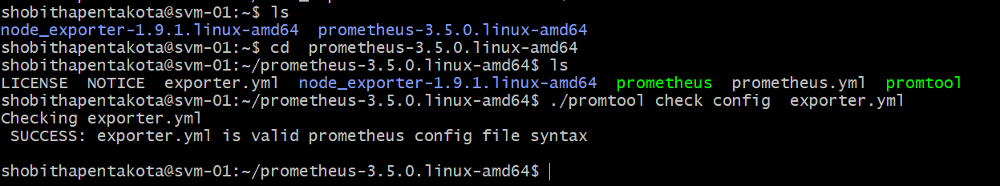 shobithapentakota@svm-01:~$ ls
node_exporter-1.9.1.linux-amd64  prometheus-3.5.0.linux-amd64
shobithapentakota@svm-01:~$ cd  prometheus-3.5.0.linux-amd64
shobithapentakota@svm-01:~/prometheus-3.5.0.linux-amd64$ ls
LICENSE  NOTICE  exporter.yml  node_exporter-1.9.1.linux-amd64  prometheus  prometheus.yml  promtool
shobithapentakota@svm-01:~/prometheus-3.5.0.linux-amd64$ ./promtool check config  exporter.yml
Checking exporter.yml
 SUCCESS: exporter.yml is valid prometheus config file syntax
shobithapentakota@svm-01:~/prometheus-3.5.0.linux-amd64$